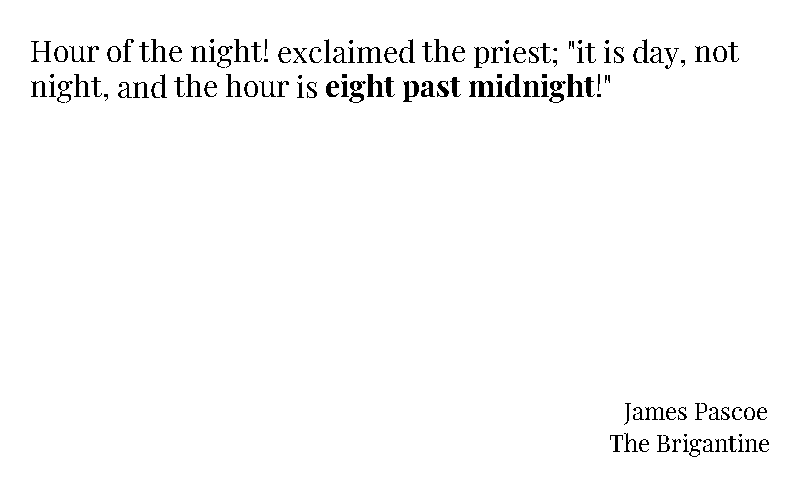 Hour of the night! exclaimed the priest; "it is day, not
night, and the hour is eight past midnight!"
James Pascoe
The Brigantine